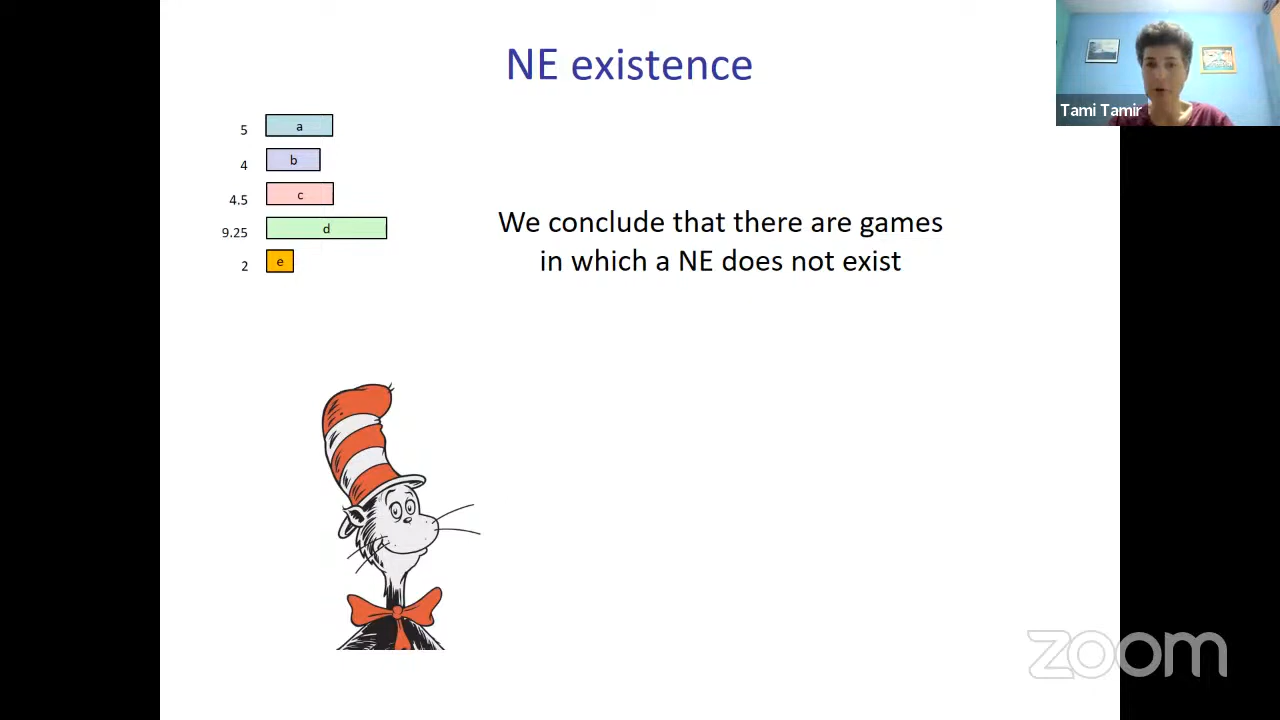 NE existence
5 a
4 b
4.5 c
9.25 d
2 e
We conclude that there are games
in which a NE does not exist
Tami Tamir
zoom